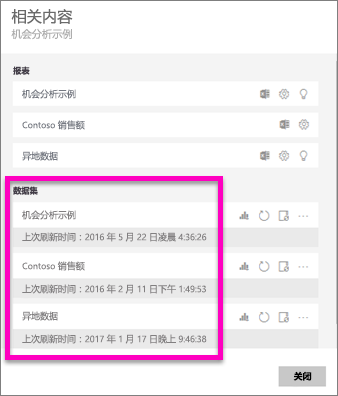 相关内容
机会分析示例
报表
机会分析示例
Contoso 销售额
异地数据
数据集
机会分析示例
上次刷新时间：2016 年 5 月 22 日凌晨 4:36:26
Contoso 销售额
上次刷新时间：2016 年 2 月 11 日下午 1:49:53
异地数据
上次刷新时间：2017 年 1 月 17 日晚上 9:46:38
关闭